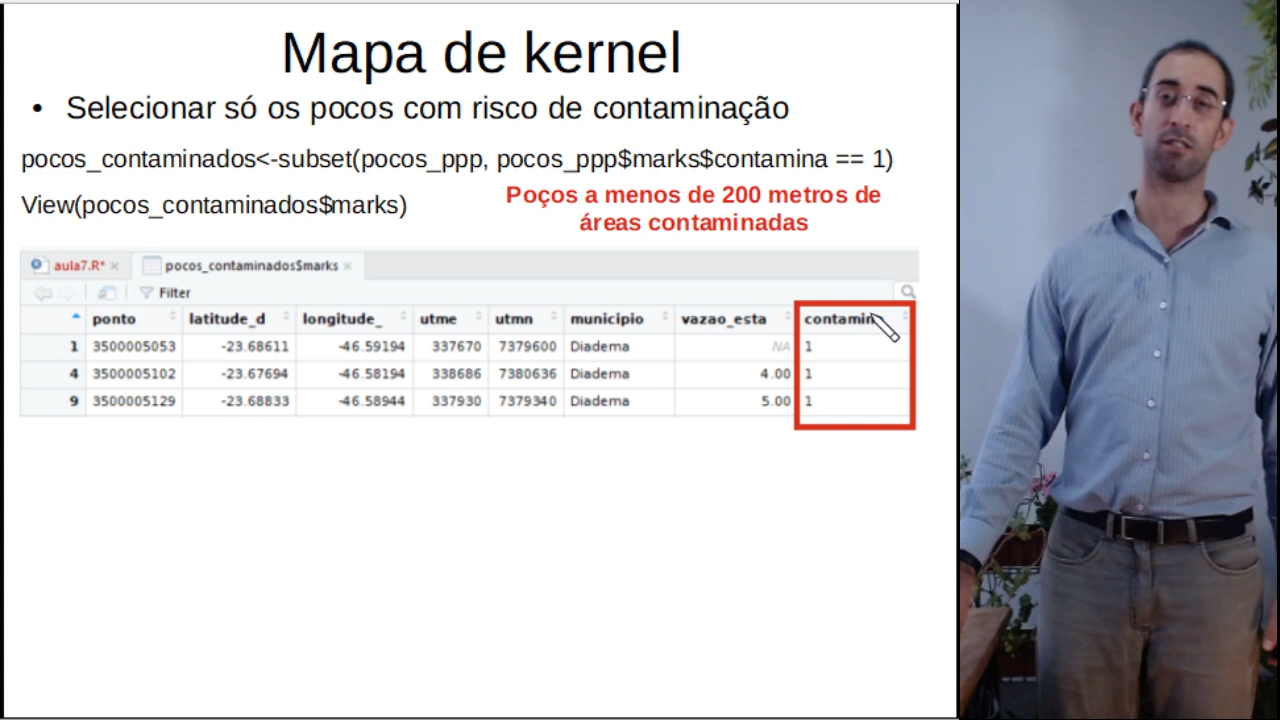 Mapa de kernel
• Selecionar só os pocos com risco de contaminação
pocos_contaminados<-subset(pocos_ppp, pocos_ppp$marks$contamina == 1)
View(pocos_contaminados$marks)
Poços a menos de 200 metros de
áreas contaminadas
aula7.R* × pocos_contaminados$marks ×
Filter
ponto latitude_d longitude_ utme utmn municipio vazao_esta contamin
1 3500005053 -23.68611 -46.59194 337670 7379600 Diadema NA 1
4 3500005102 -23.67694 -46.58194 338686 7380636 Diadema 4.00 1
9 3500005129 -23.68833 -46.58944 337930 7379340 Diadema 5.00 1